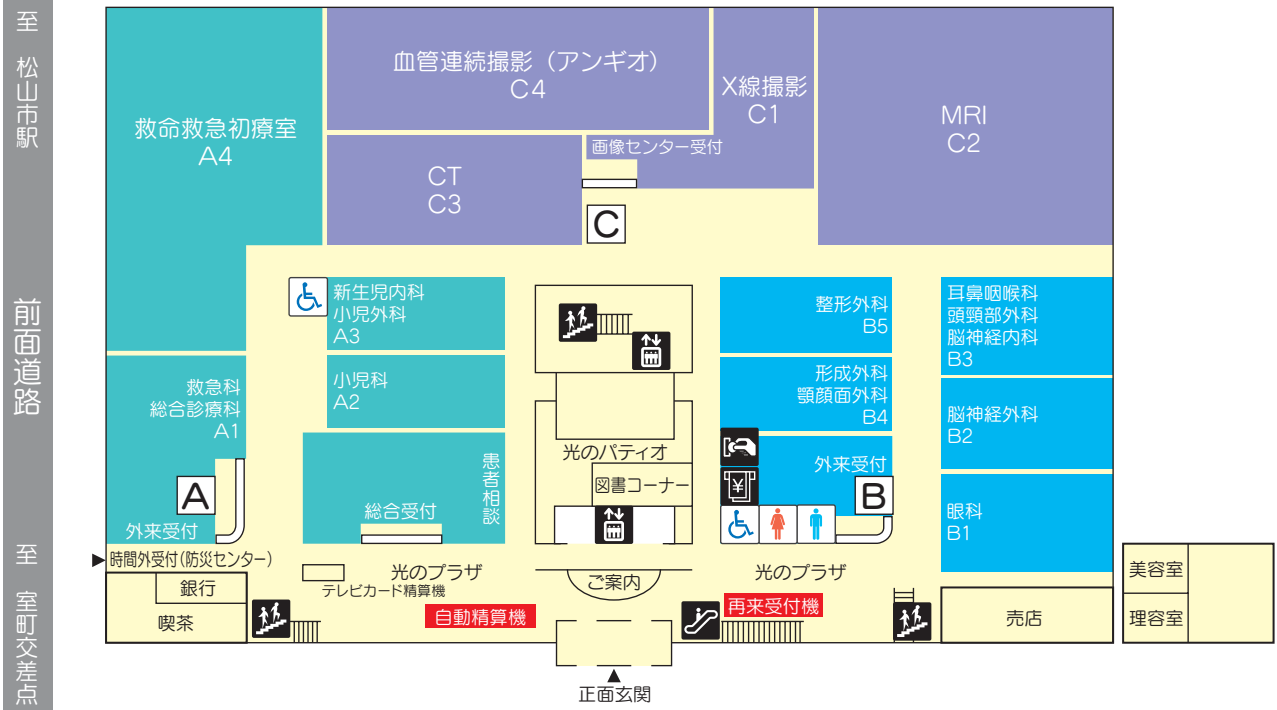 至 松山市駅
前面道路
至 室町交差点
救命救急初療室
A4
血管連続撮影（アンギオ）
C4
X線撮影
C1
MRI
C2
画像センター受付
CT
C3
C
新生児内科
小児外科
A3
小児科
A2
救急科
総合診療科
A1
A
外来受付
患者相談
総合受付
光のパティオ
図書コーナー
整形外科
B5
形成外科
顎顔面外科
B4
外来受付
B
耳鼻咽喉科
頭頸部外科
脳神経内科
B3
脳神経外科
B2
眼科
B1
時間外受付(防災センター)
銀行
喫茶
テレビカード精算機
光のプラザ
自動精算機
ご案内
光のプラザ
再来受付機
売店
美容室
理容室
正面玄関
¥